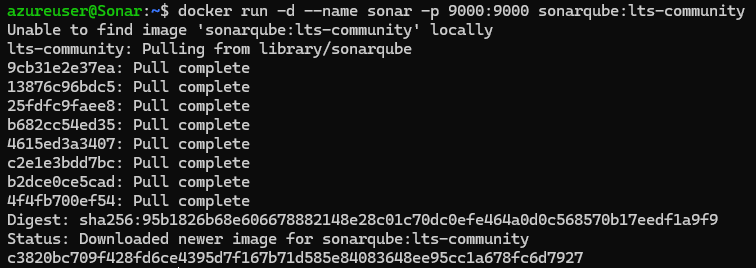 azureuser@Sonar:~$ docker run -d --name sonar -p 9000:9000 sonarqube:lts-community
Unable to find image 'sonarqube:lts-community' locally
lts-community: Pulling from library/sonarqube
9cb31e2e37ea: Pull complete
13876c96bdc5: Pull complete
25fdfc9faee8: Pull complete
b682cc54ed35: Pull complete
4615ed3a3407: Pull complete
c2e1e3bdd7bc: Pull complete
b2dce0ce5cad: Pull complete
4f4fb700ef54: Pull complete
Digest: sha256:95b1826b68e606678882148e28c01c70dc0efe464a0d0c568570b17eedf1a9f9
Status: Downloaded newer image for sonarqube:lts-community
c3820bc709f428fd6ce4395d7f167b71d585e84083648ee95cc1a678fc6d7927